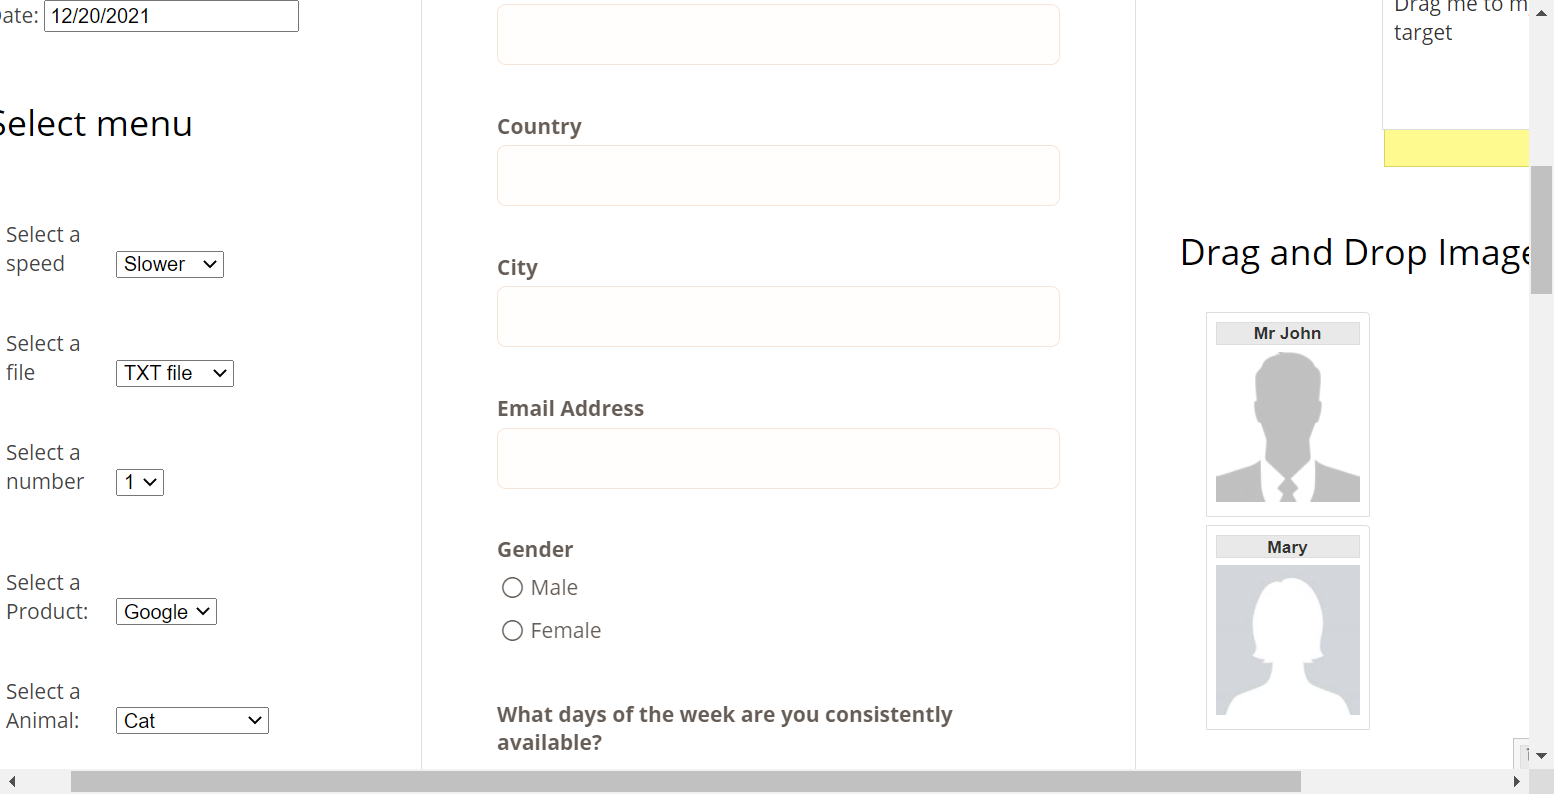 ate: 12/20/2021
Select menu
Select a
speed
Slower
Select a
file
TXT file
Select a
number
1
Select a
Product:
Google
Select a
Animal:
Cat
Country
City
Email Address
Gender
Male
Female
What days of the week are you consistently
available?
Drag me to m
target
Drag and Drop Image
Mr John
Mary